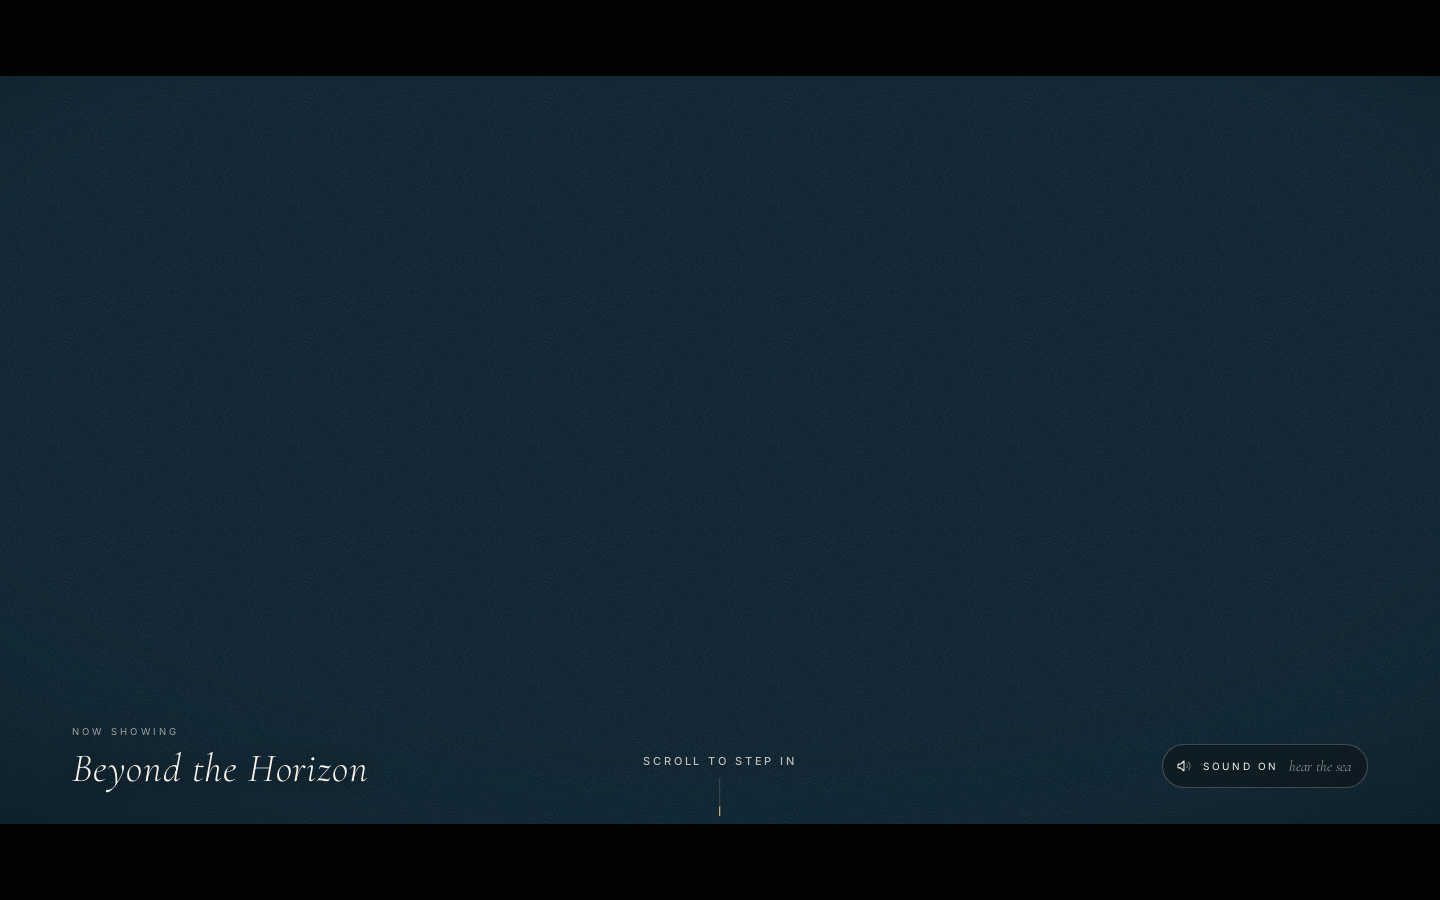 NOW SHOWING
Beyond the Horizon
SCROLL TO STEP IN
SOUND ON hear the sea